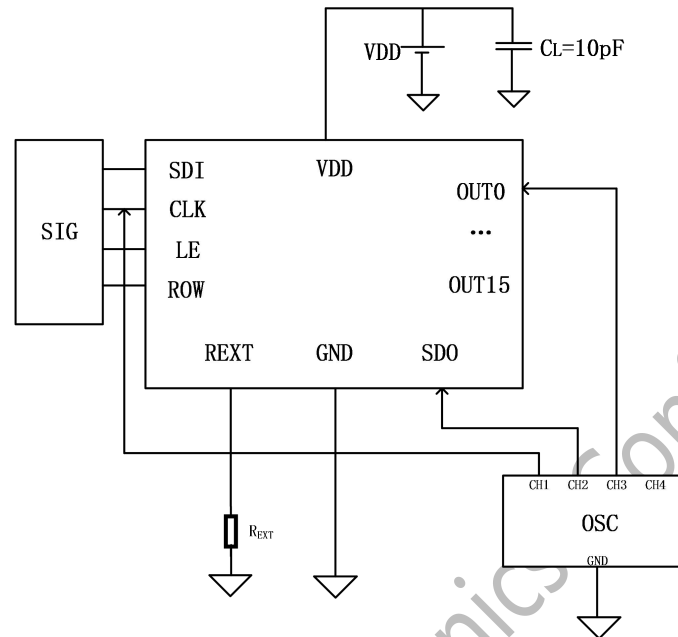 VDD
CL=10pF
SDI
VDD
CLK
OUT0
SIG
...
LE
ROW
OUT15
REXT
GND
SDO
CH1
CH2
CH3
CH4
OSC
REXT
GND